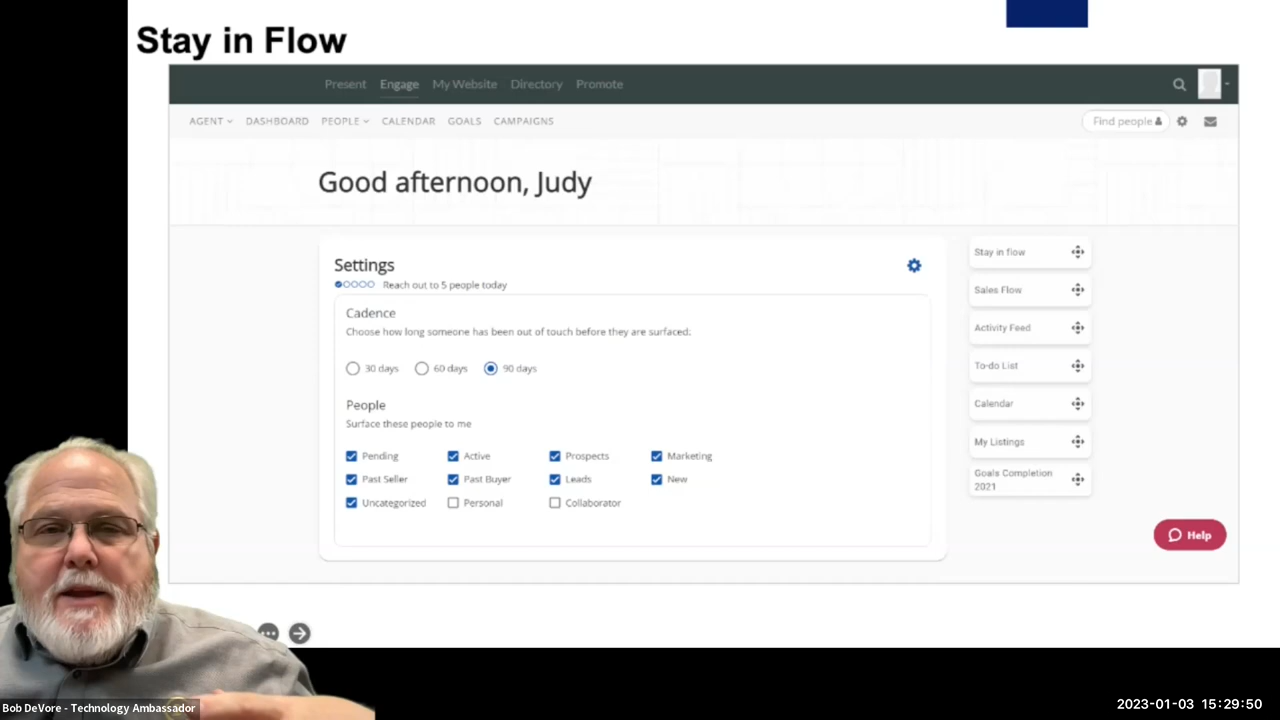 Stay in Flow
Present Engage My Website Directory Promote
AGENT DASHBOARD PEOPLE CALENDAR GOALS CAMPAIGNS Find people
Good afternoon, Judy
Settings
Reach out to 5 people today
Cadence
Choose how long someone has been out of touch before they are surfaced.
30 days 60 days 90 days
People
Surface these people to me
Pending Active Prospects Marketing
Past Seller Past Buyer Leads New
Uncategorized Personal Collaborator
Stay in flow
Sales Flow
Activity Feed
To-do List
Calendar
My Listings
Goals Completion
2021
Help
Bob DeVore - Technology Ambassador
2023-01-03 15:29:50